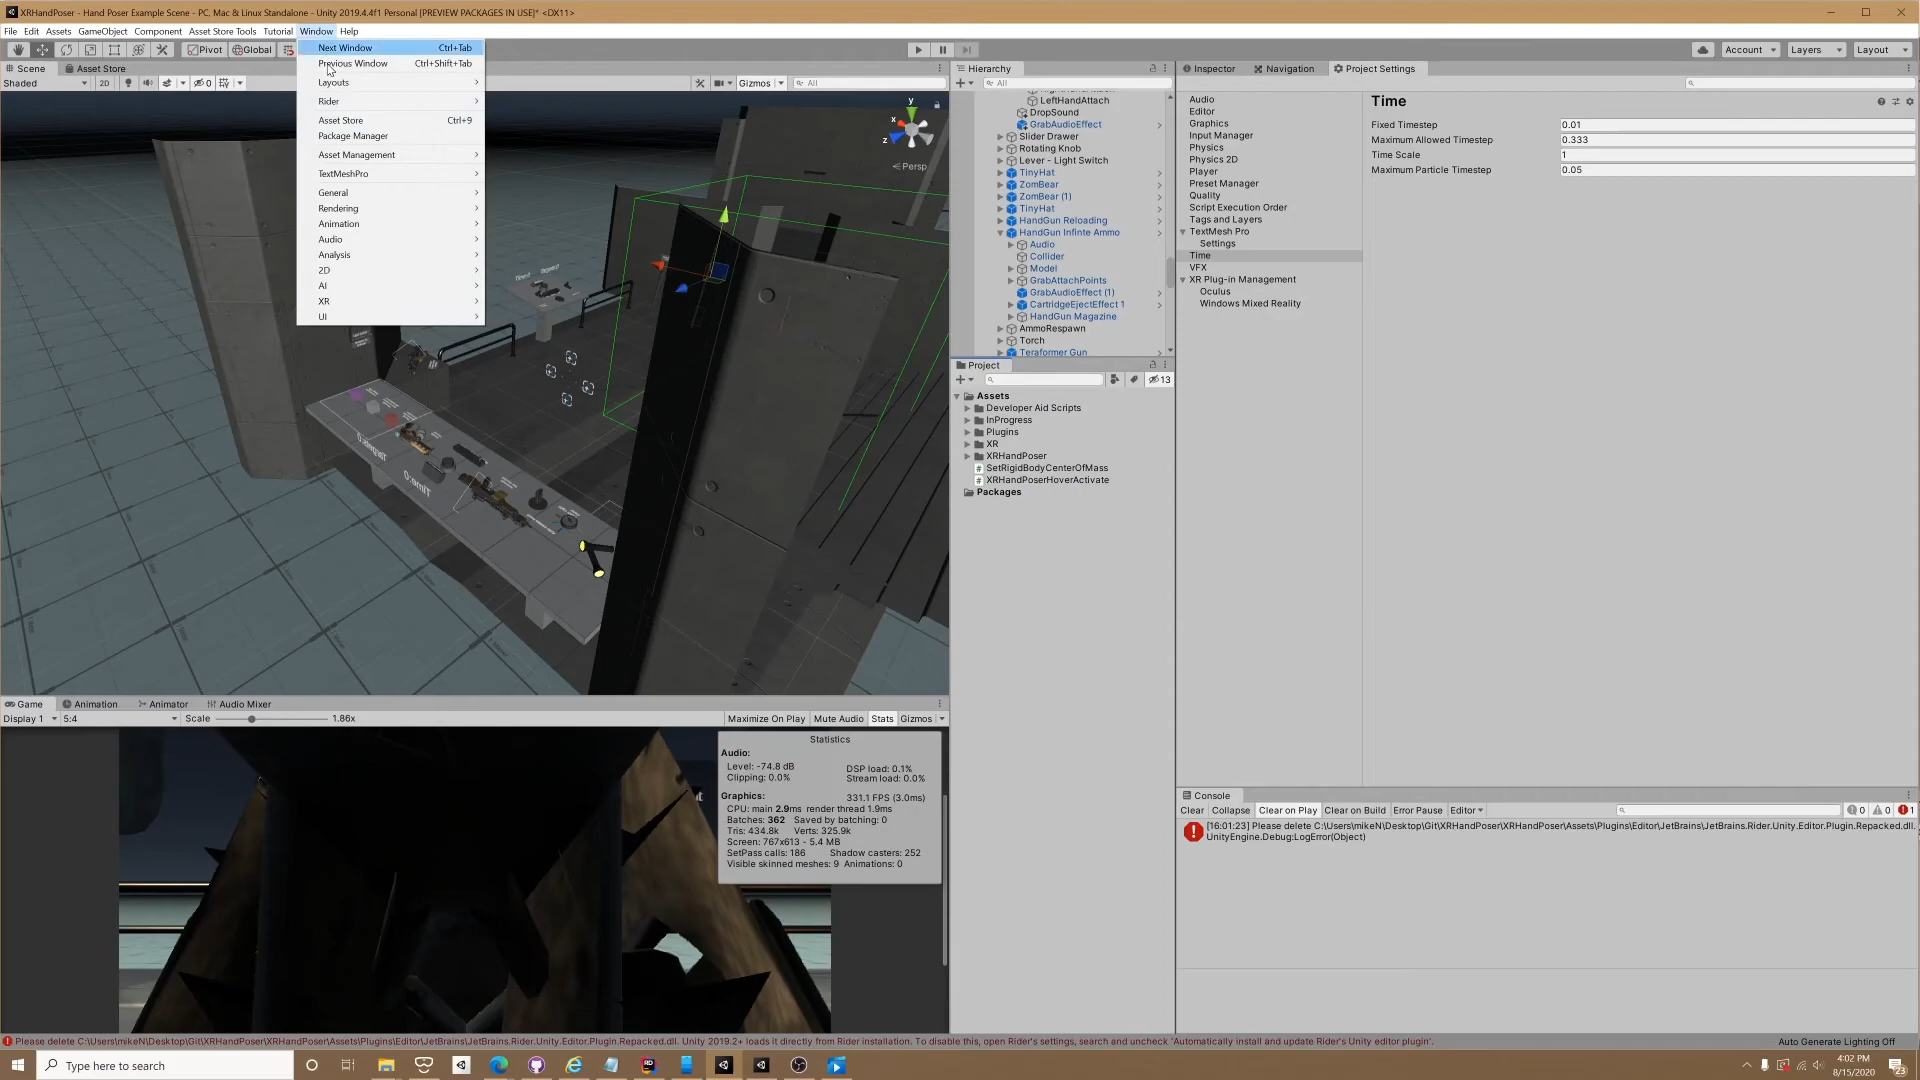 XRHandPoser - Hand Poser Example Scene - PC, Mac & Linux Standalone - Unity 2019.4.4f1 Personal [PREVIEW PACKAGES IN USE]* <DX11>
File Edit Assets GameObject Component Asset Store Tools Tutorial Window Help
Pivot Global Account Layers Layout
Scene Asset Store
Shaded 2D 0 Gizmos All
Next Window Ctrl+Tab
Previous Window Ctrl+Shift+Tab
Layouts
Rider
Asset Store Ctrl+9
Package Manager
Asset Management
TextMeshPro
General
Rendering
Animation
Audio
Analysis
2D
AI
XR
UI
y
x
z
Persp
Targets:0
Time:0
Hierarchy
All
LeftHandAttach
DropSound
GrabAudioEffect
Slider Drawer
Rotating Knob
Lever - Light Switch
TinyHat
ZomBear
ZomBear (1)
TinyHat
HandGun Reloading
HandGun Infinte Ammo
Audio
Collider
Model
GrabAttachPoints
GrabAudioEffect (1)
CartridgeEjectEffect 1
HandGun Magazine
AmmoRespawn
Torch
Teraformer Gun
Project
13
Assets
Developer Aid Scripts
InProgress
Plugins
XR
XRHandPoser
SetRigidBodyCenterOfMass
XRHandPoserHoverActivate
Packages
Inspector Navigation Project Settings
Audio
Editor
Graphics
Input Manager
Physics
Physics 2D
Player
Preset Manager
Quality
Script Execution Order
Tags and Layers
TextMesh Pro
Settings
Time
VFX
XR Plug-in Management
Oculus
Windows Mixed Reality
Time
Fixed Timestep 0.01
Maximum Allowed Timestep 0.333
Time Scale 1
Maximum Particle Timestep 0.05
Game Animation Animator Audio Mixer
Display 1 5:4 Scale 1.86x Maximize On Play Mute Audio Stats Gizmos
Statistics
Audio:
Level: -74.8 dB DSP load: 0.1%
Clipping: 0.0% Stream load: 0.0%
Graphics: 331.1 FPS (3.0ms)
CPU: main 2.9ms render thread 1.9ms
Batches: 362 Saved by batching: 0
Tris: 434.8k Verts: 325.9k
Screen: 767x613 - 5.4 MB
SetPass calls: 186 Shadow casters: 252
Visible skinned meshes: 9 Animations: 0
Console
Clear Collapse Clear on Play Clear on Build Error Pause Editor 0 0 1
[16:01:23] Please delete C:\Users\mikeN\Desktop\Git\XRHandPoser\XRHandPoser\Assets\Plugins\Editor\JetBrains\JetBrains.Rider.Unity.Editor.Plugin.Repacked.dll.
UnityEngine.Debug:LogError(Object)
Please delete C:\Users\mikeN\Desktop\Git\XRHandPoser\XRHandPoser\Assets\Plugins\Editor\JetBrains\JetBrains.Rider.Unity.Editor.Plugin.Repacked.dll. Unity 2019.2+ loads it directly from Rider installation. To disable this, open Rider's settings, search and uncheck 'Automatically install and update Rider's Unity editor plugin'.
Auto Generate Lighting Off
Type here to search
4:02 PM
8/15/2020
23